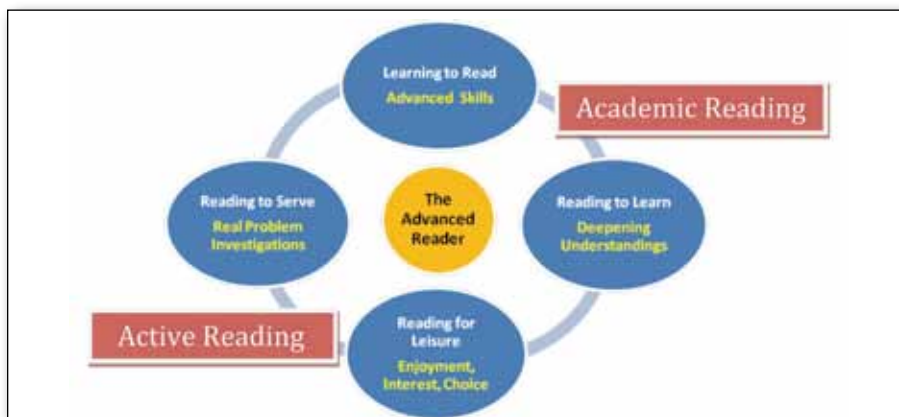 Learning to Read
Advanced Skills
Academic Reading
Reading to Serve
Real Problem
Investigations
The
Advanced
Reader
Reading to Learn
Deepening
Understandings
Active Reading
Reading for
Leisure
Enjoyment,
Interest, Choice